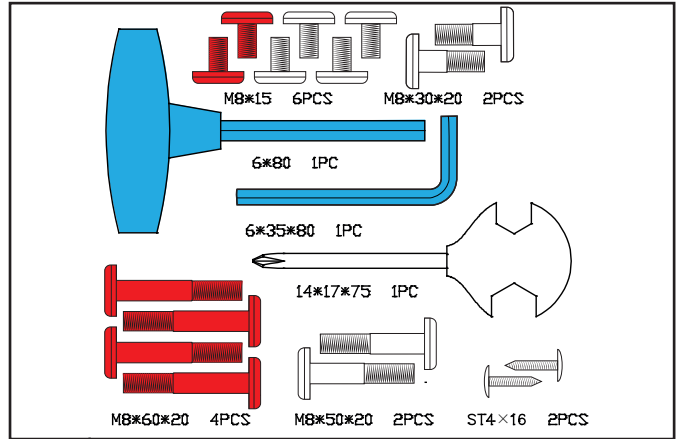 M8*15 6PCS
M8*30*20 2PCS
6*80 1PC
6*35*80 1PC
14*17*75 1PC
M8*60*20 4PCS
M8*50*20 2PCS
ST4×16 2PCS